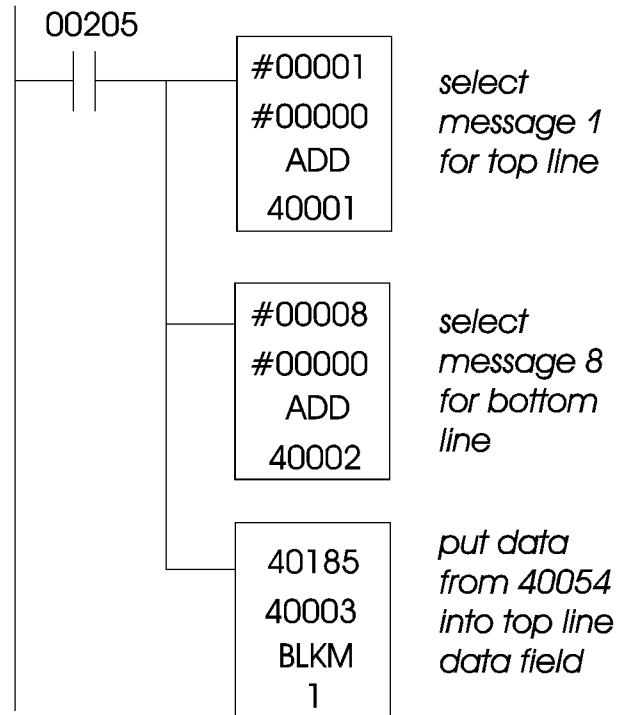 00205
#00001
#00000
ADD
40001
select
message 1
for top line
#00008
#00000
ADD
40002
select
message 8
for bottom
line
40185
40003
BLKM
1
put data
from 40054
into top line
data field